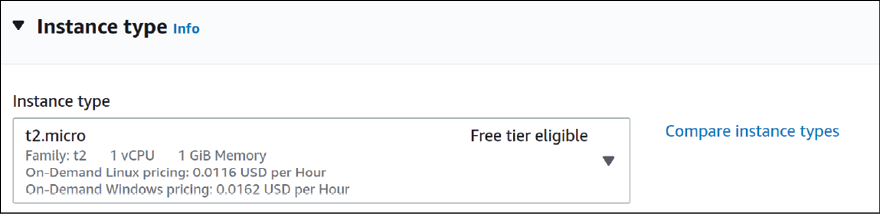 Instance type Info
Instance type
t2.micro Free tier eligible
Family: t2 1 vCPU 1 GiB Memory
On-Demand Linux pricing: 0.0116 USD per Hour
On-Demand Windows pricing: 0.0162 USD per Hour
Compare instance types